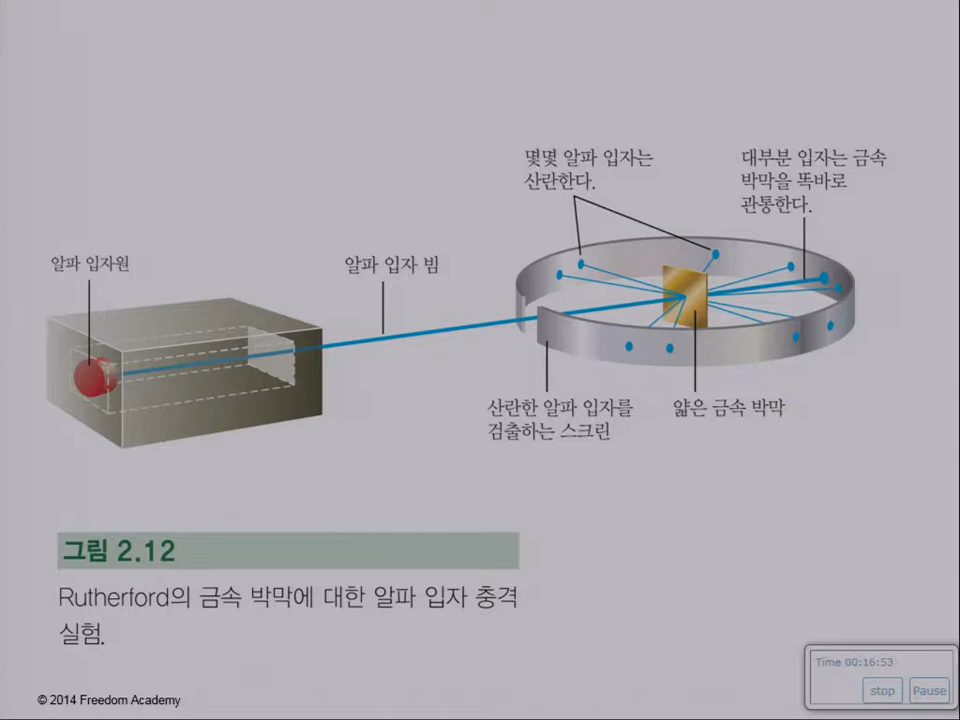 몇몇 알파 입자는
산란한다.
대부분 입자는 금속
박막을 똑바로
관통한다.
알파 입자원
알파 입자 빔
산란한 알파 입자를
검출하는 스크린
얇은 금속 박막
그림 2.12
Rutherford의 금속 박막에 대한 알파 입자 충격
실험.
Time 00:16:53
stop
Pause
© 2014 Freedom Academy